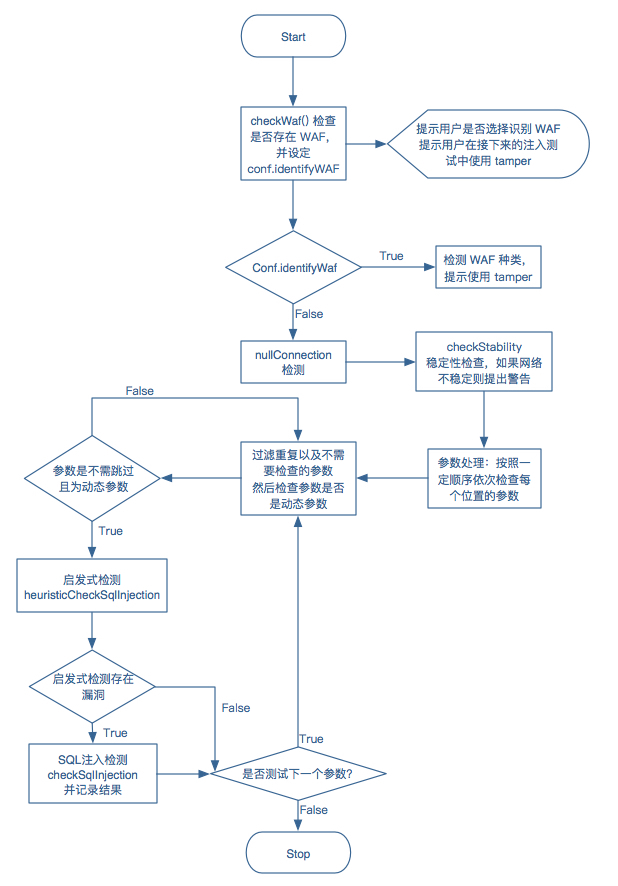 Start
checkWaf() 检查
是否存在 WAF，
并设定
conf.identifyWAF
提示用户是否选择识别 WAF
提示用户在接下来的注入测
试中使用 tamper
Conf.identifyWaf
True
检测 WAF 种类，
提示使用 tamper
False
nullConnection
检测
checkStability
稳定性检查，如果网络
不稳定则提出警告
False
参数是不需跳过
且为动态参数
过滤重复以及不需
要检查的参数
然后检查参数是否
是动态参数
参数处理：按照一
定顺序依次检查每
个位置的参数
True
启发式检测
heuristicCheckSqlInjection
启发式检测存在
漏洞
False
True
SQL注入检测
checkSqlInjection
并记录结果
True
是否测试下一个参数？
False
Stop